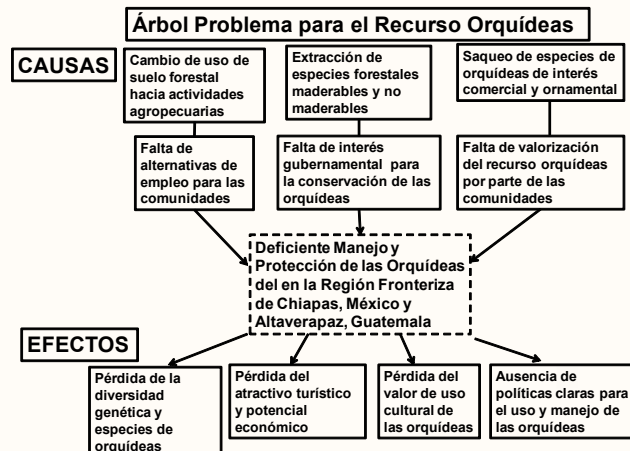 Árbol Problema para el Recurso Orquídeas
CAUSAS
Cambio de uso de
suelo forestal
hacia actividades
agropecuarias
Extracción de
especies forestales
maderables y no
maderables
Saqueo de especies de
orquídeas de interés
comercial y ornamental
Falta de
alternativas de
empleo para las
comunidades
Falta de interés
gubernamental para
la conservación de las
orquídeas
Falta de valorización
del recurso orquídeas
por parte de las
comunidades
Deficiente Manejo y
Protección de las Orquídeas
del en la Región Fronteriza
de Chiapas, México y
Altaverapaz, Guatemala
EFECTOS
Pérdida de la
diversidad
genética y
especies de
orquídeas
Pérdida del
atractivo turístico
y potencial
económico
Pérdida del
valor de uso
cultural de
las orquídeas
Ausencia de
políticas claras para
el uso y manejo de
las orquídeas